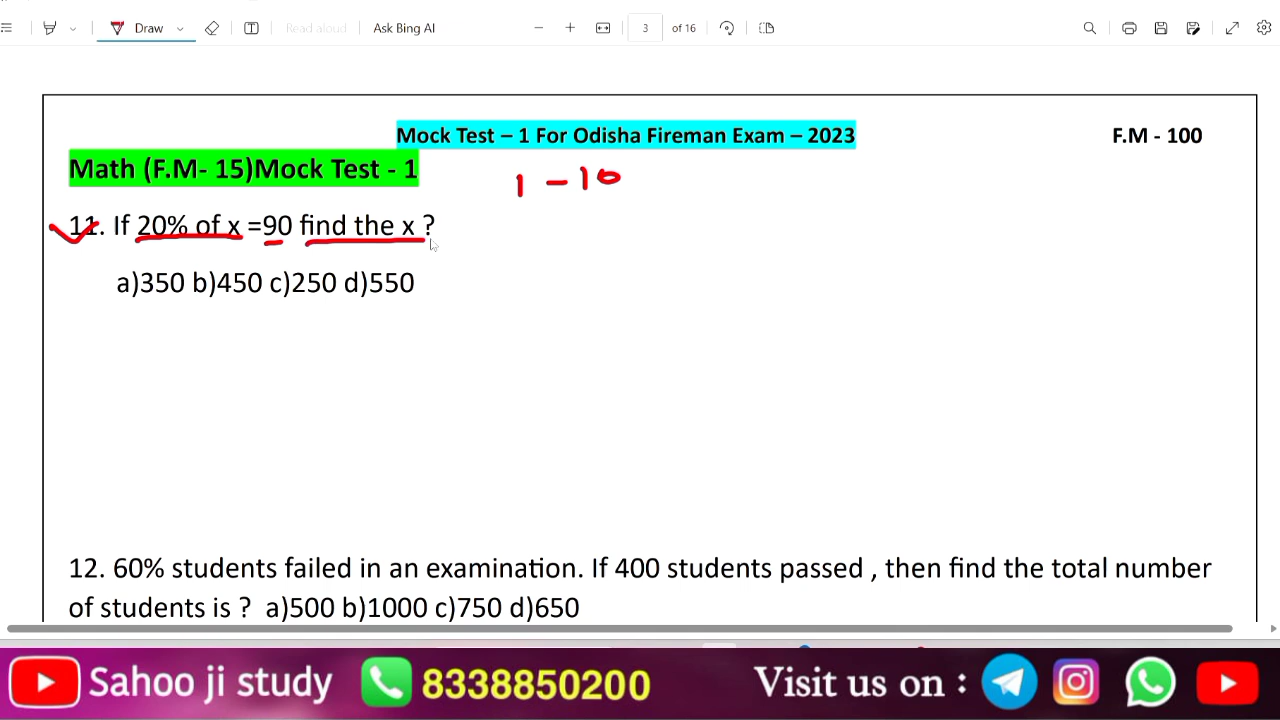 Draw
Read aloud
Ask Bing AI
3 of 16
Mock Test – 1 For Odisha Fireman Exam – 2023
F.M - 100
Math (F.M- 15)Mock Test - 1
1 - 10
11. If 20% of x =90 find the x ?
a)350 b)450 c)250 d)550
12. 60% students failed in an examination. If 400 students passed , then find the total number
of students is ? a)500 b)1000 c)750 d)650
Sahoo ji study 8338850200 Visit us on :